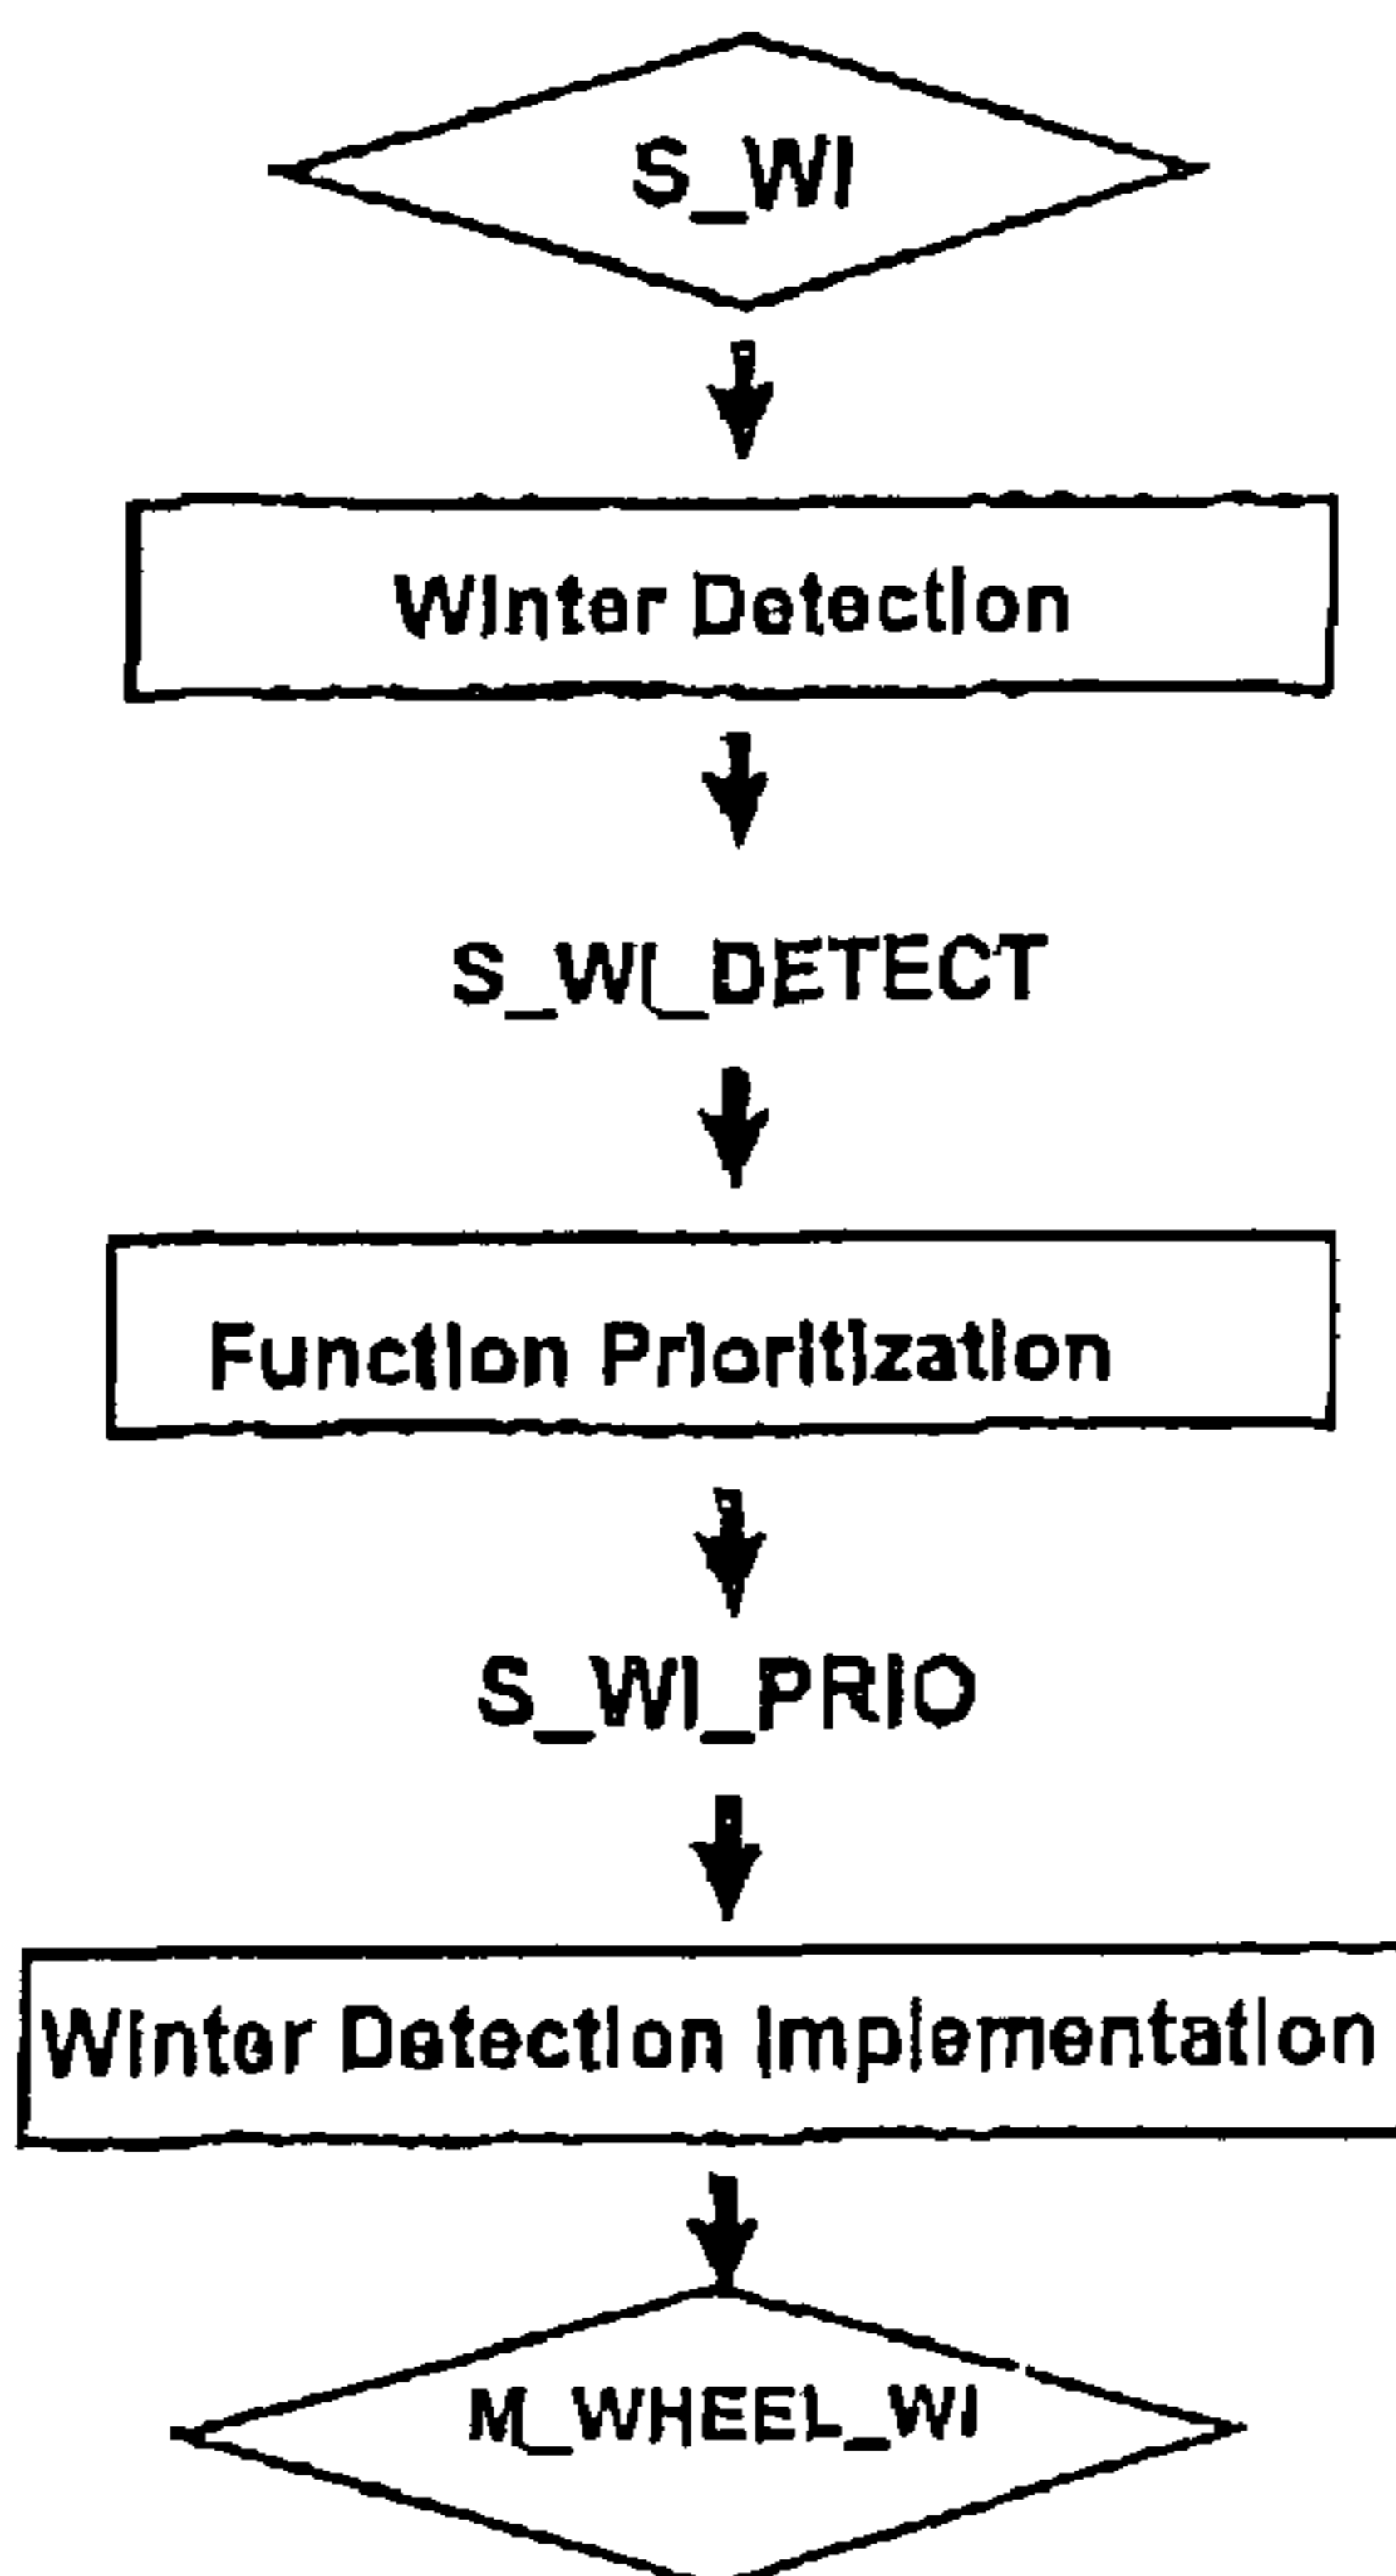 S_WI
Winter Detection
S_WI_DETECT
Function Prioritization
S_WI_PRIO
Winter Detection Implementation
M_WHEEL_WI